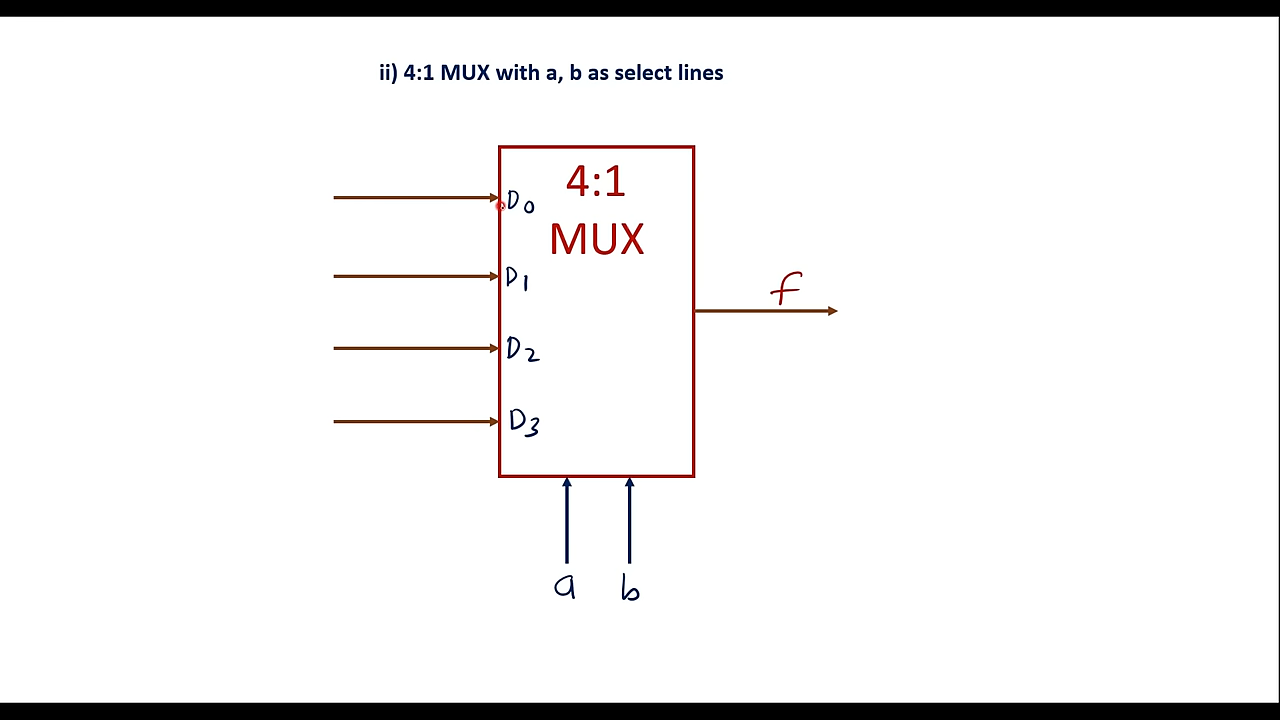 ii) 4:1 MUX with a, b as select lines
4:1
MUX
D0
D1
D2
D3
f
a b